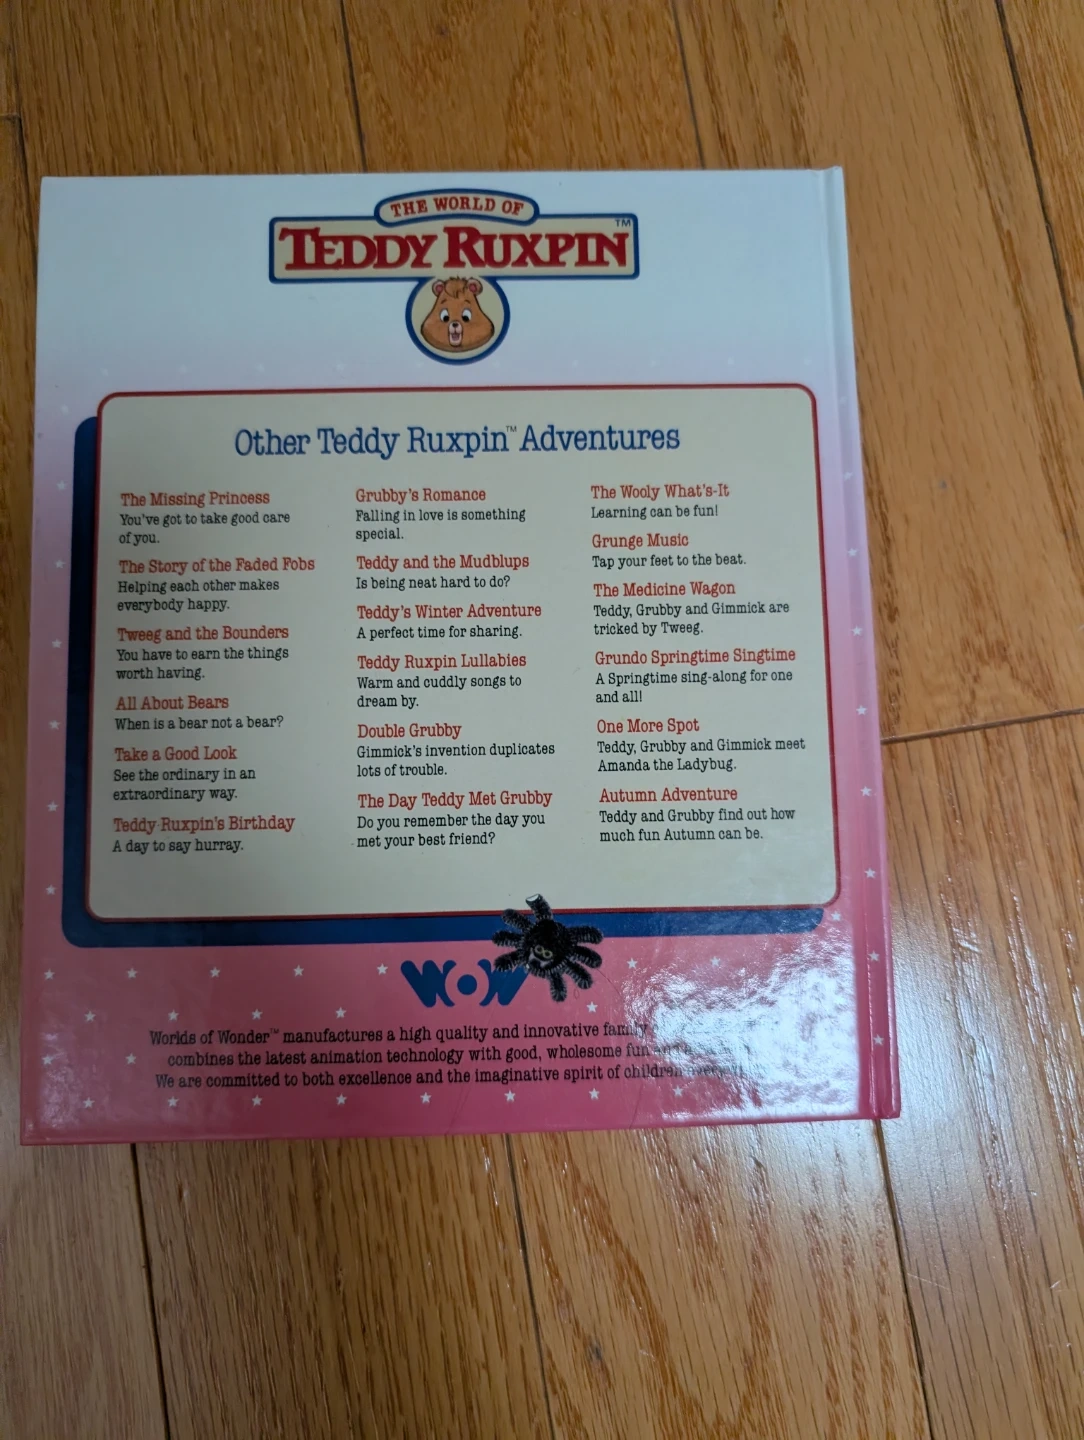 THE WORLD OF
TEDDY RUXPIN™
Other Teddy Ruxpin™ Adventures
The Missing Princess
You've got to take good care
of you.
The Story of the Faded Fobs
Helping each other makes
everybody happy.
Tweeg and the Bounders
You have to earn the things
worth having.
All About Bears
When is a bear not a bear?
Take a Good Look
See the ordinary in an
extraordinary way.
Teddy Ruxpin's Birthday
A day to say hurray.
Grubby's Romance
Falling in love is something
special.
Teddy and the Mudblups
Is being neat hard to do?
Teddy's Winter Adventure
A perfect time for sharing.
Teddy Ruxpin Lullabies
Warm and cuddly songs to
dream by.
Double Grubby
Gimmick's invention duplicates
lots of trouble.
The Day Teddy Met Grubby
Do you remember the day you
met your best friend?
The Wooly What's-It
Learning can be fun!
Grunge Music
Tap your feet to the beat.
The Medicine Wagon
Teddy, Grubby and Gimmick are
tricked by Tweeg.
Grundo Springtime Singtime
A Springtime sing-along for one
and all!
One More Spot
Teddy, Grubby and Gimmick meet
Amanda the Ladybug.
Autumn Adventure
Teddy and Grubby find out how
much fun Autumn can be.
WOW
Worlds of Wonder™ manufactures a high quality and innovative family
combines the latest animation technology with good, wholesome fun
We are committed to both excellence and the imaginative spirit of children